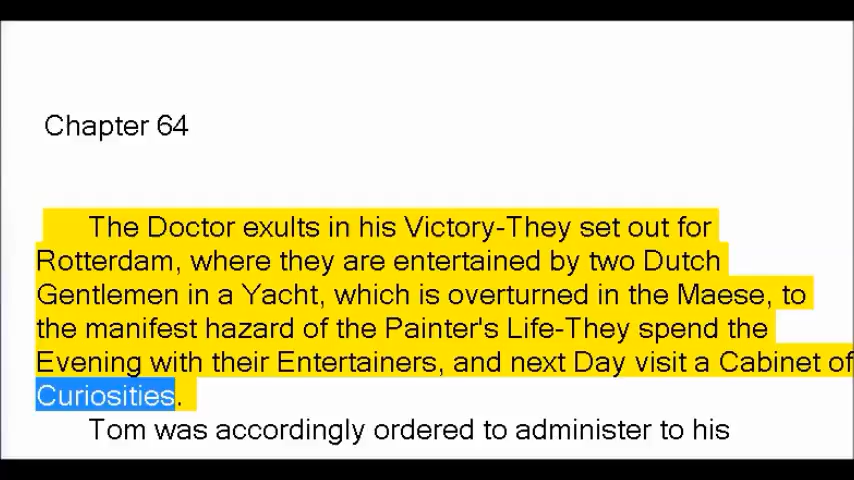 Chapter 64
The Doctor exults in his Victory-They set out for
Rotterdam, where they are entertained by two Dutch
Gentlemen in a Yacht, which is overturned in the Maese, to
the manifest hazard of the Painter's Life-They spend the
Evening with their Entertainers, and next Day visit a Cabinet of
Curiosities.
Tom was accordingly ordered to administer to his